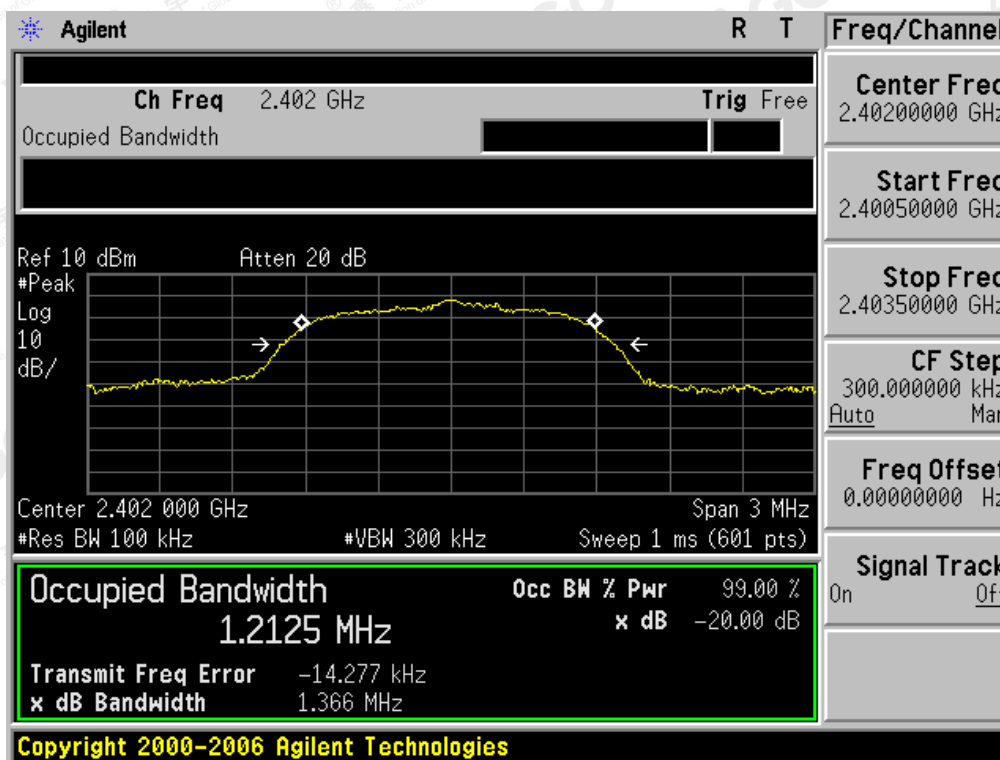 Agilent R T Freq/Channel
Ch Freq 2.402 GHz Trig Free
Occupied Bandwidth
Center Freq
2.40200000 GHz
Start Freq
2.40050000 GHz
Stop Freq
2.40350000 GHz
CF Step
300.000000 kHz
Auto Man
Freq Offset
0.00000000 Hz
Signal Track
On Off
Ref 10 dBm Atten 20 dB
#Peak
Log
10
dB/
Center 2.402 000 GHz Span 3 MHz
#Res BW 100 kHz #VBW 300 kHz Sweep 1 ms (601 pts)
Occupied Bandwidth
1.2125 MHz
Occ BW % Pwr 99.00 %
x dB -20.00 dB
Transmit Freq Error -14.277 kHz
x dB Bandwidth 1.366 MHz
Copyright 2000-2006 Agilent Technologies